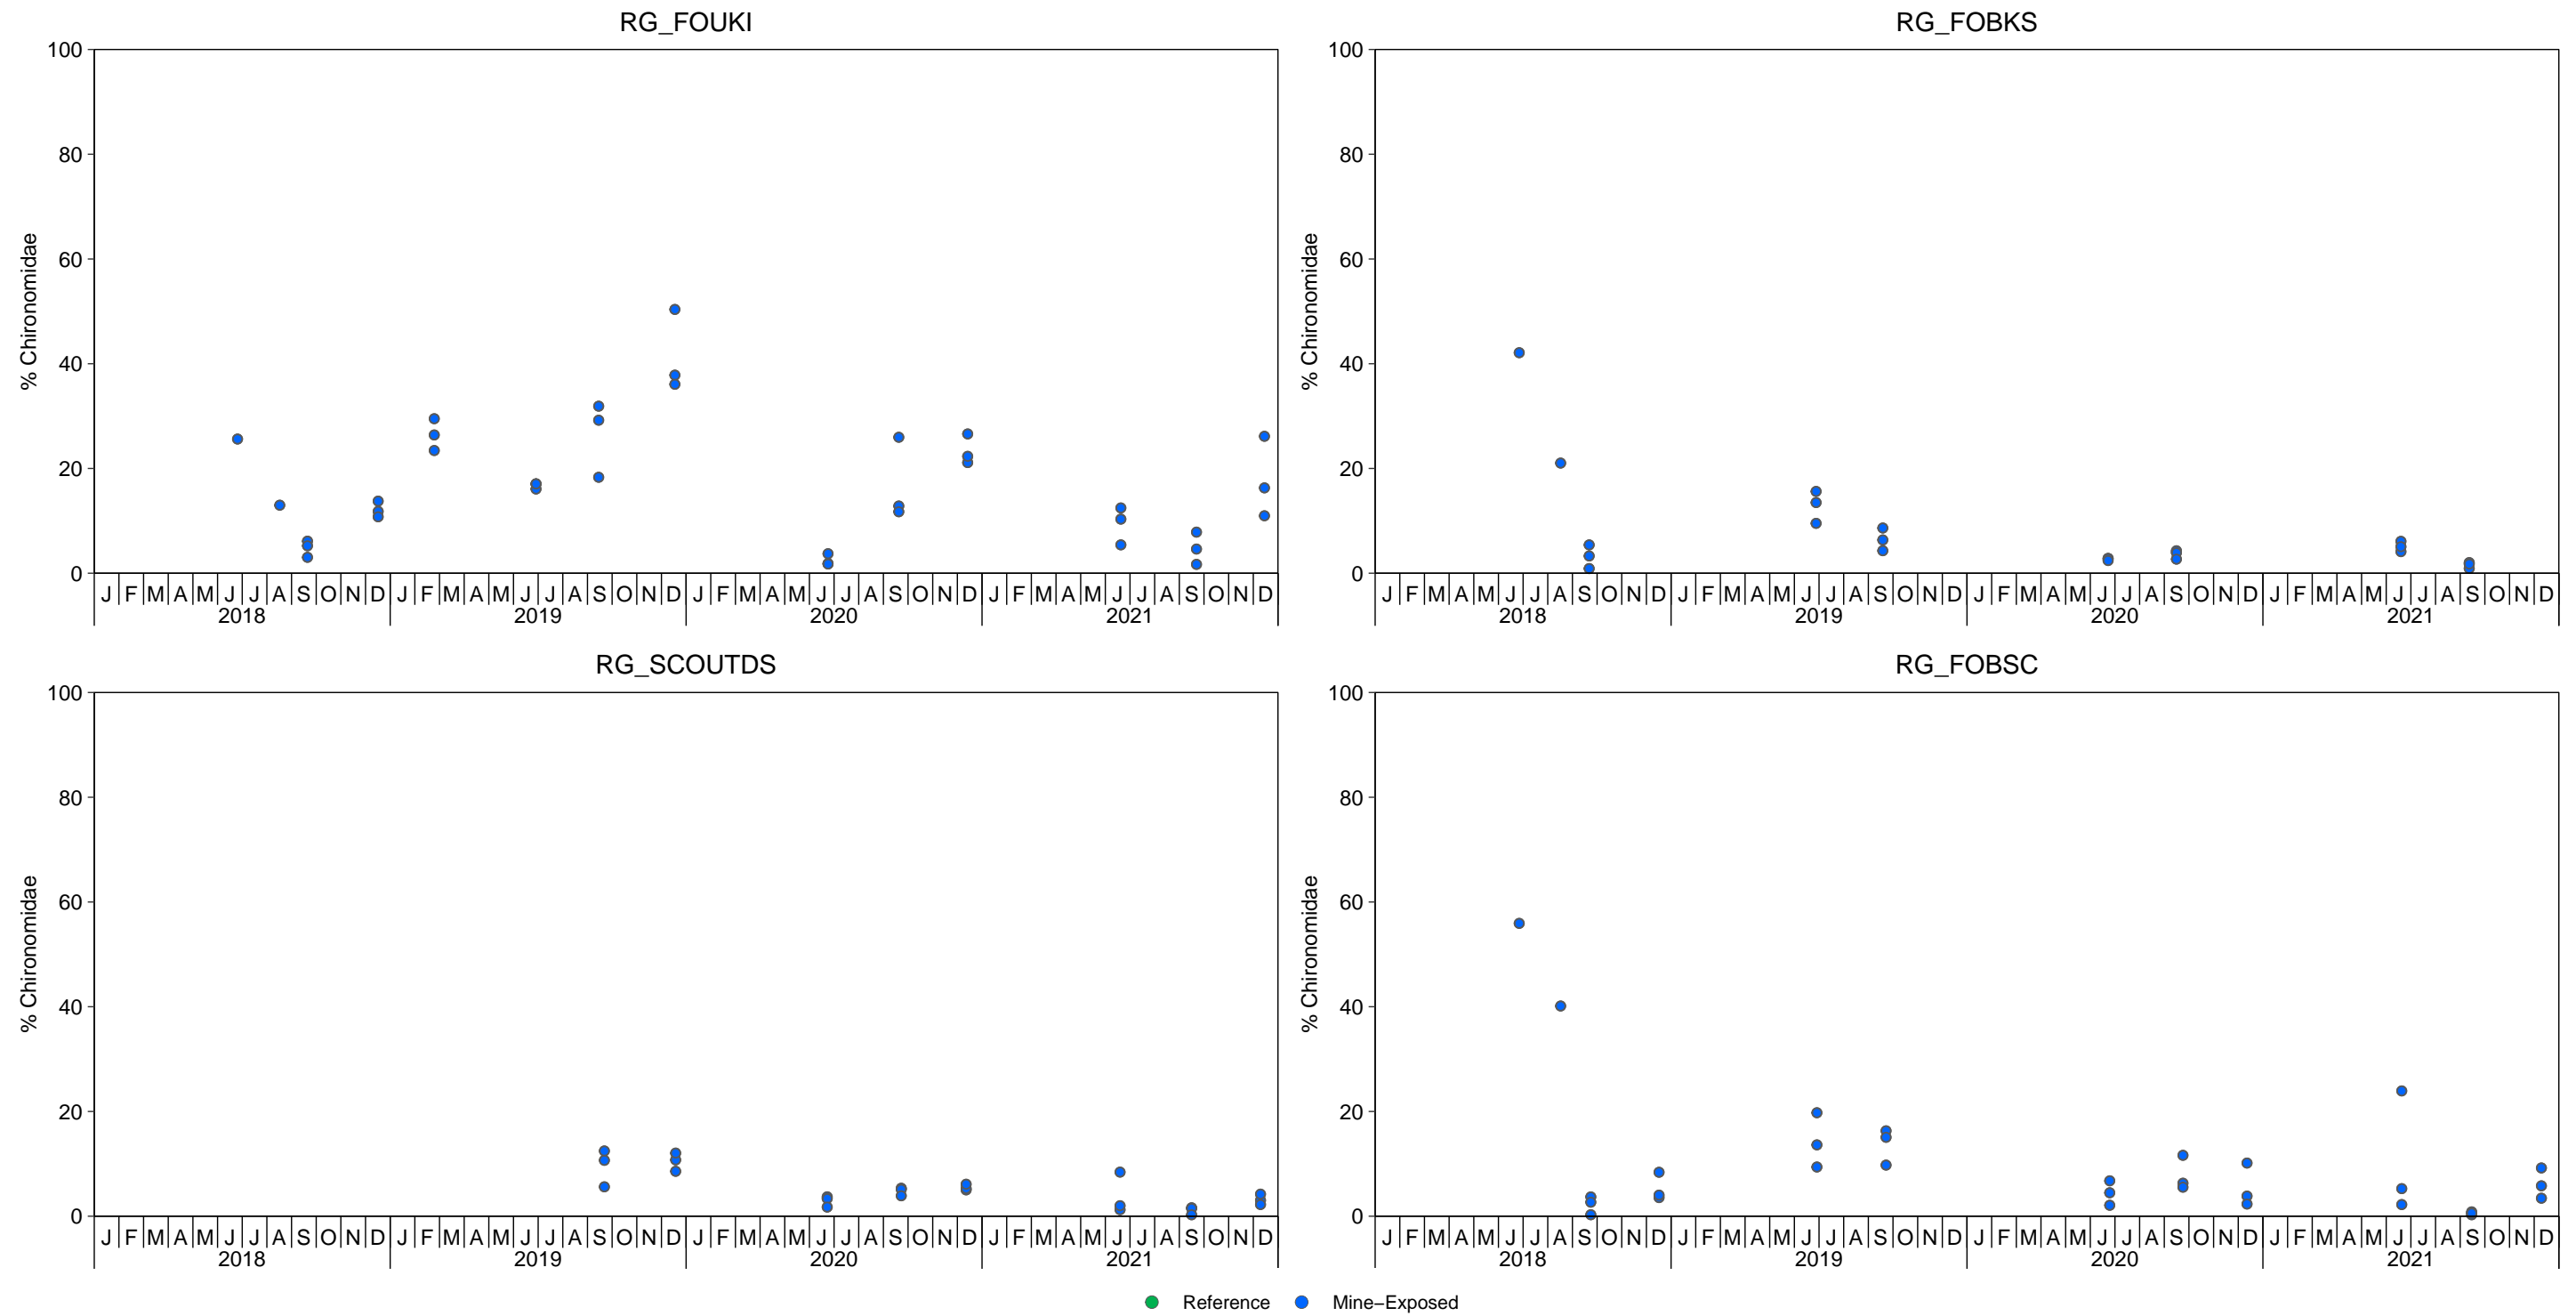 RG_FOUKI
100
80
60
40
20
0
% Chironomidae
J F M A M J J A S O N D J F M A M J J A S O N D J F M A M J J A S O N D J F M A M J J A S O N D
2018 2019 2020 2021
RG_FOBKS
100
80
60
40
20
0
% Chironomidae
J F M A M J J A S O N D J F M A M J J A S O N D J F M A M J J A S O N D J F M A M J J A S O N D
2018 2019 2020 2021
RG_SCOUTDS
100
80
60
40
20
0
% Chironomidae
J F M A M J J A S O N D J F M A M J J A S O N D J F M A M J J A S O N D J F M A M J J A S O N D
2018 2019 2020 2021
RG_FOBSC
100
80
60
40
20
0
% Chironomidae
J F M A M J J A S O N D J F M A M J J A S O N D J F M A M J J A S O N D J F M A M J J A S O N D
2018 2019 2020 2021
Reference Mine−Exposed